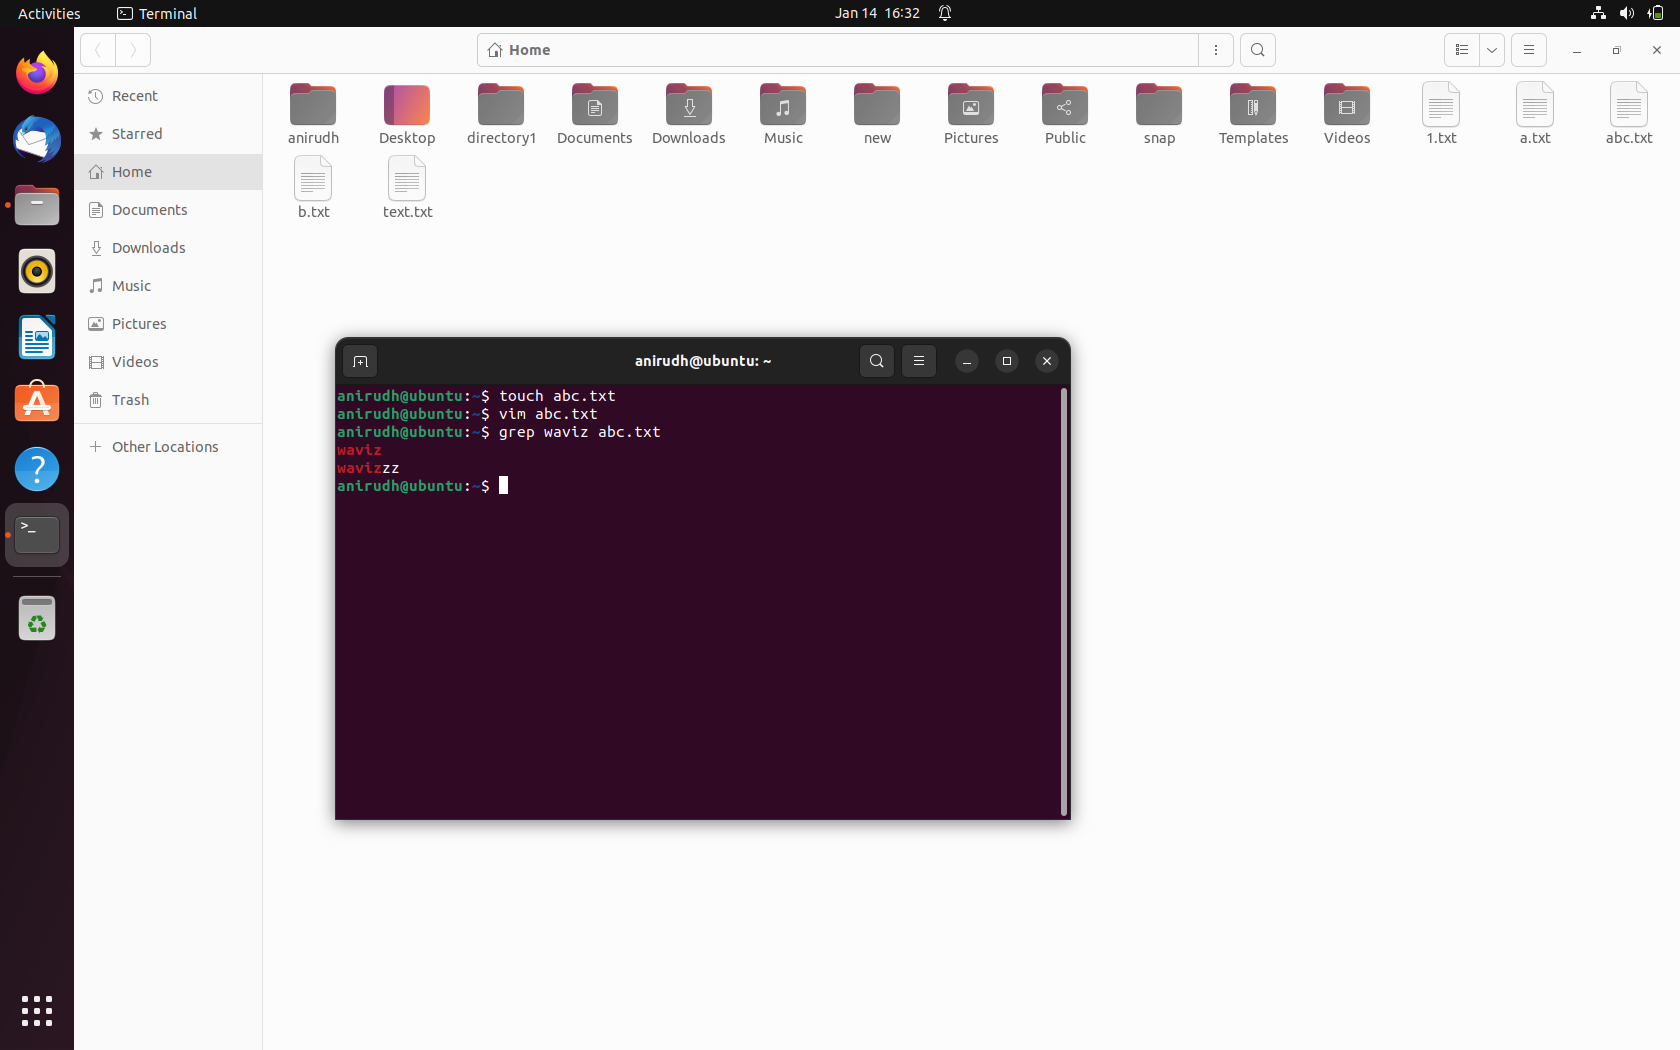 Activities Terminal Jan 14 16:32
Home
Recent
Starred
Home
Documents
Downloads
Music
Pictures
Videos
Trash
Other Locations
anirudh Desktop directory1 Documents Downloads Music new Pictures Public snap Templates Videos 1.txt a.txt abc.txt
b.txt text.txt
anirudh@ubuntu: ~
anirudh@ubuntu:~$ touch abc.txt
anirudh@ubuntu:~$ vim abc.txt
anirudh@ubuntu:~$ grep waviz abc.txt
waviz
wavizzz
anirudh@ubuntu:~$